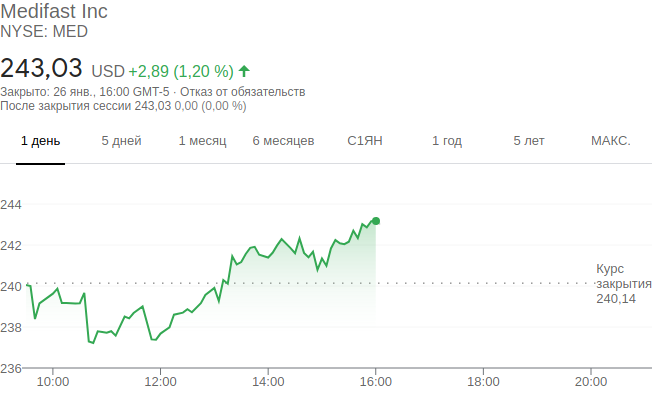 Medifast Inc
NYSE: MED
243,03 USD +2,89 (1,20 %)
Закрыто: 26 янв., 16:00 GMT-5 · Отказ от обязательств
После закрытия сессии 243,03 0,00 (0,00 %)
1 день 5 дней 1 месяц 6 месяцев С1ЯН 1 год 5 лет МАКС.
244
242
240
238
236
Курс
закрытия
240,14
10:00 12:00 14:00 16:00 18:00 20:00